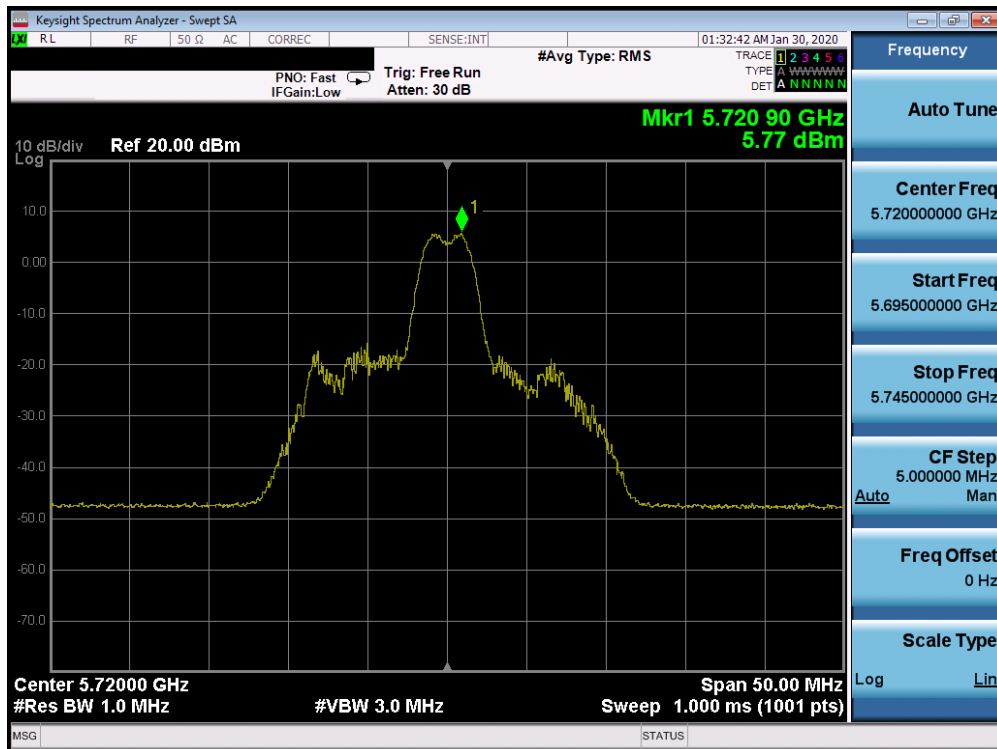 Keysight Spectrum Analyzer - Swept SA
LXI RL RF 50 Ω AC CORREC SENSE:INT 01:32:42 AM Jan 30, 2020
PNO: Fast Trig: Free Run #Avg Type: RMS TRACE 1 2 3 4 5 6
IFGain:Low Atten: 30 dB TYPE A WWWWW
DET A N N N N N
Mkr1 5.720 90 GHz
5.77 dBm
10 dB/div Ref 20.00 dBm
Log
1
10.0
0.00
-10.0
-20.0
-30.0
-40.0
-50.0
-60.0
-70.0
Center 5.72000 GHz Span 50.00 MHz
#Res BW 1.0 MHz #VBW 3.0 MHz Sweep 1.000 ms (1001 pts)
MSG STATUS
Frequency
Auto Tune
Center Freq
5.720000000 GHz
Start Freq
5.695000000 GHz
Stop Freq
5.745000000 GHz
CF Step
5.000000 MHz
Auto Man
Freq Offset
0 Hz
Scale Type
Log Lin